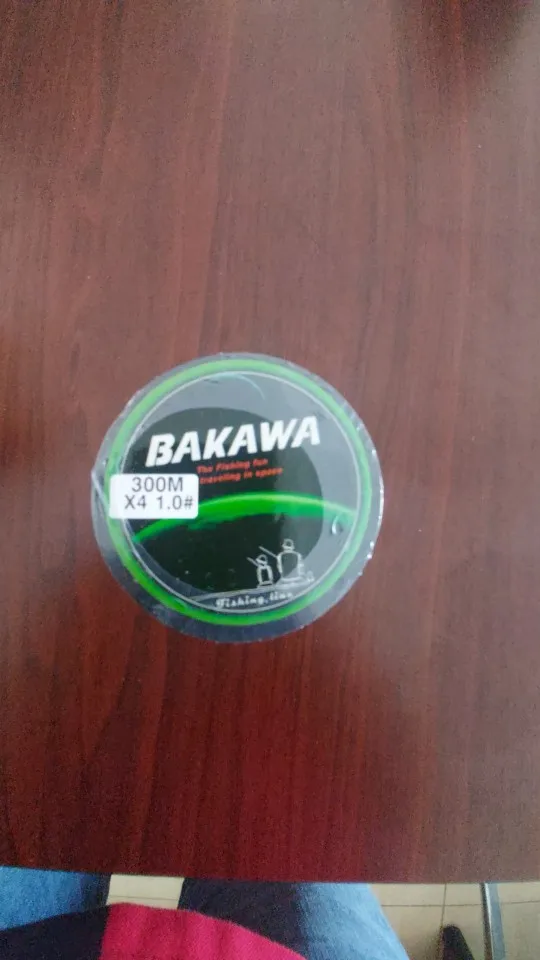 BAKAWA
The Fishing fun
traveling in space
300M
X4 1.0#
Fishing line